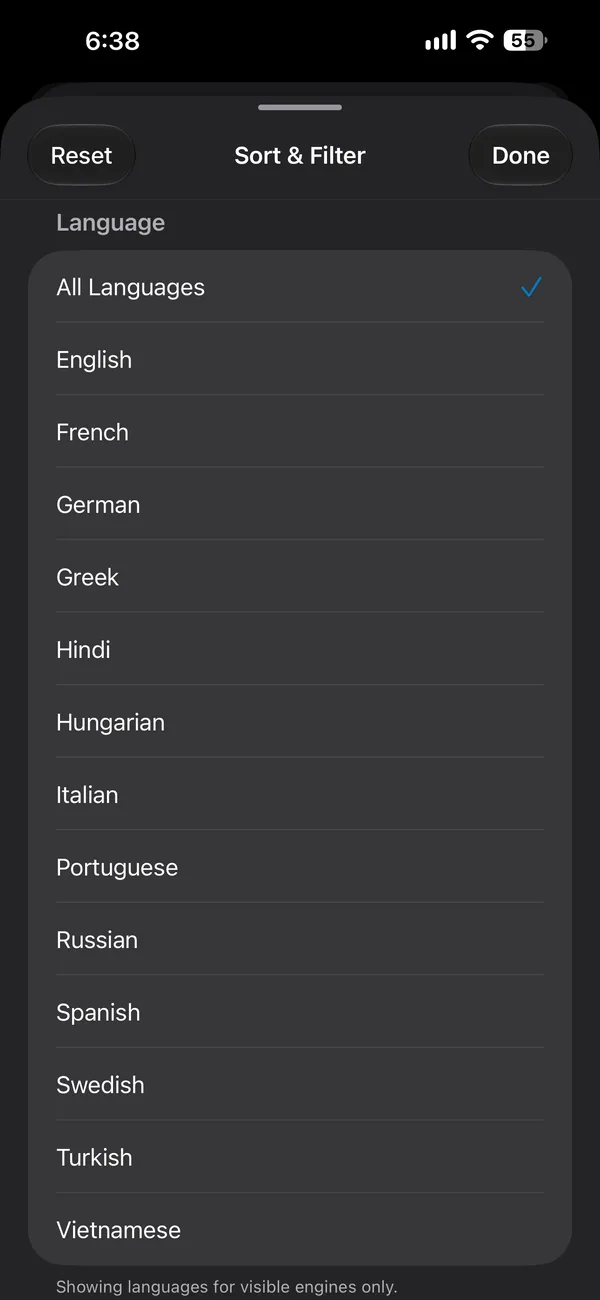 6:38
55
Reset
Sort & Filter
Done
Language
All Languages
English
French
German
Greek
Hindi
Hungarian
Italian
Portuguese
Russian
Spanish
Swedish
Turkish
Vietnamese
Showing languages for visible engines only.